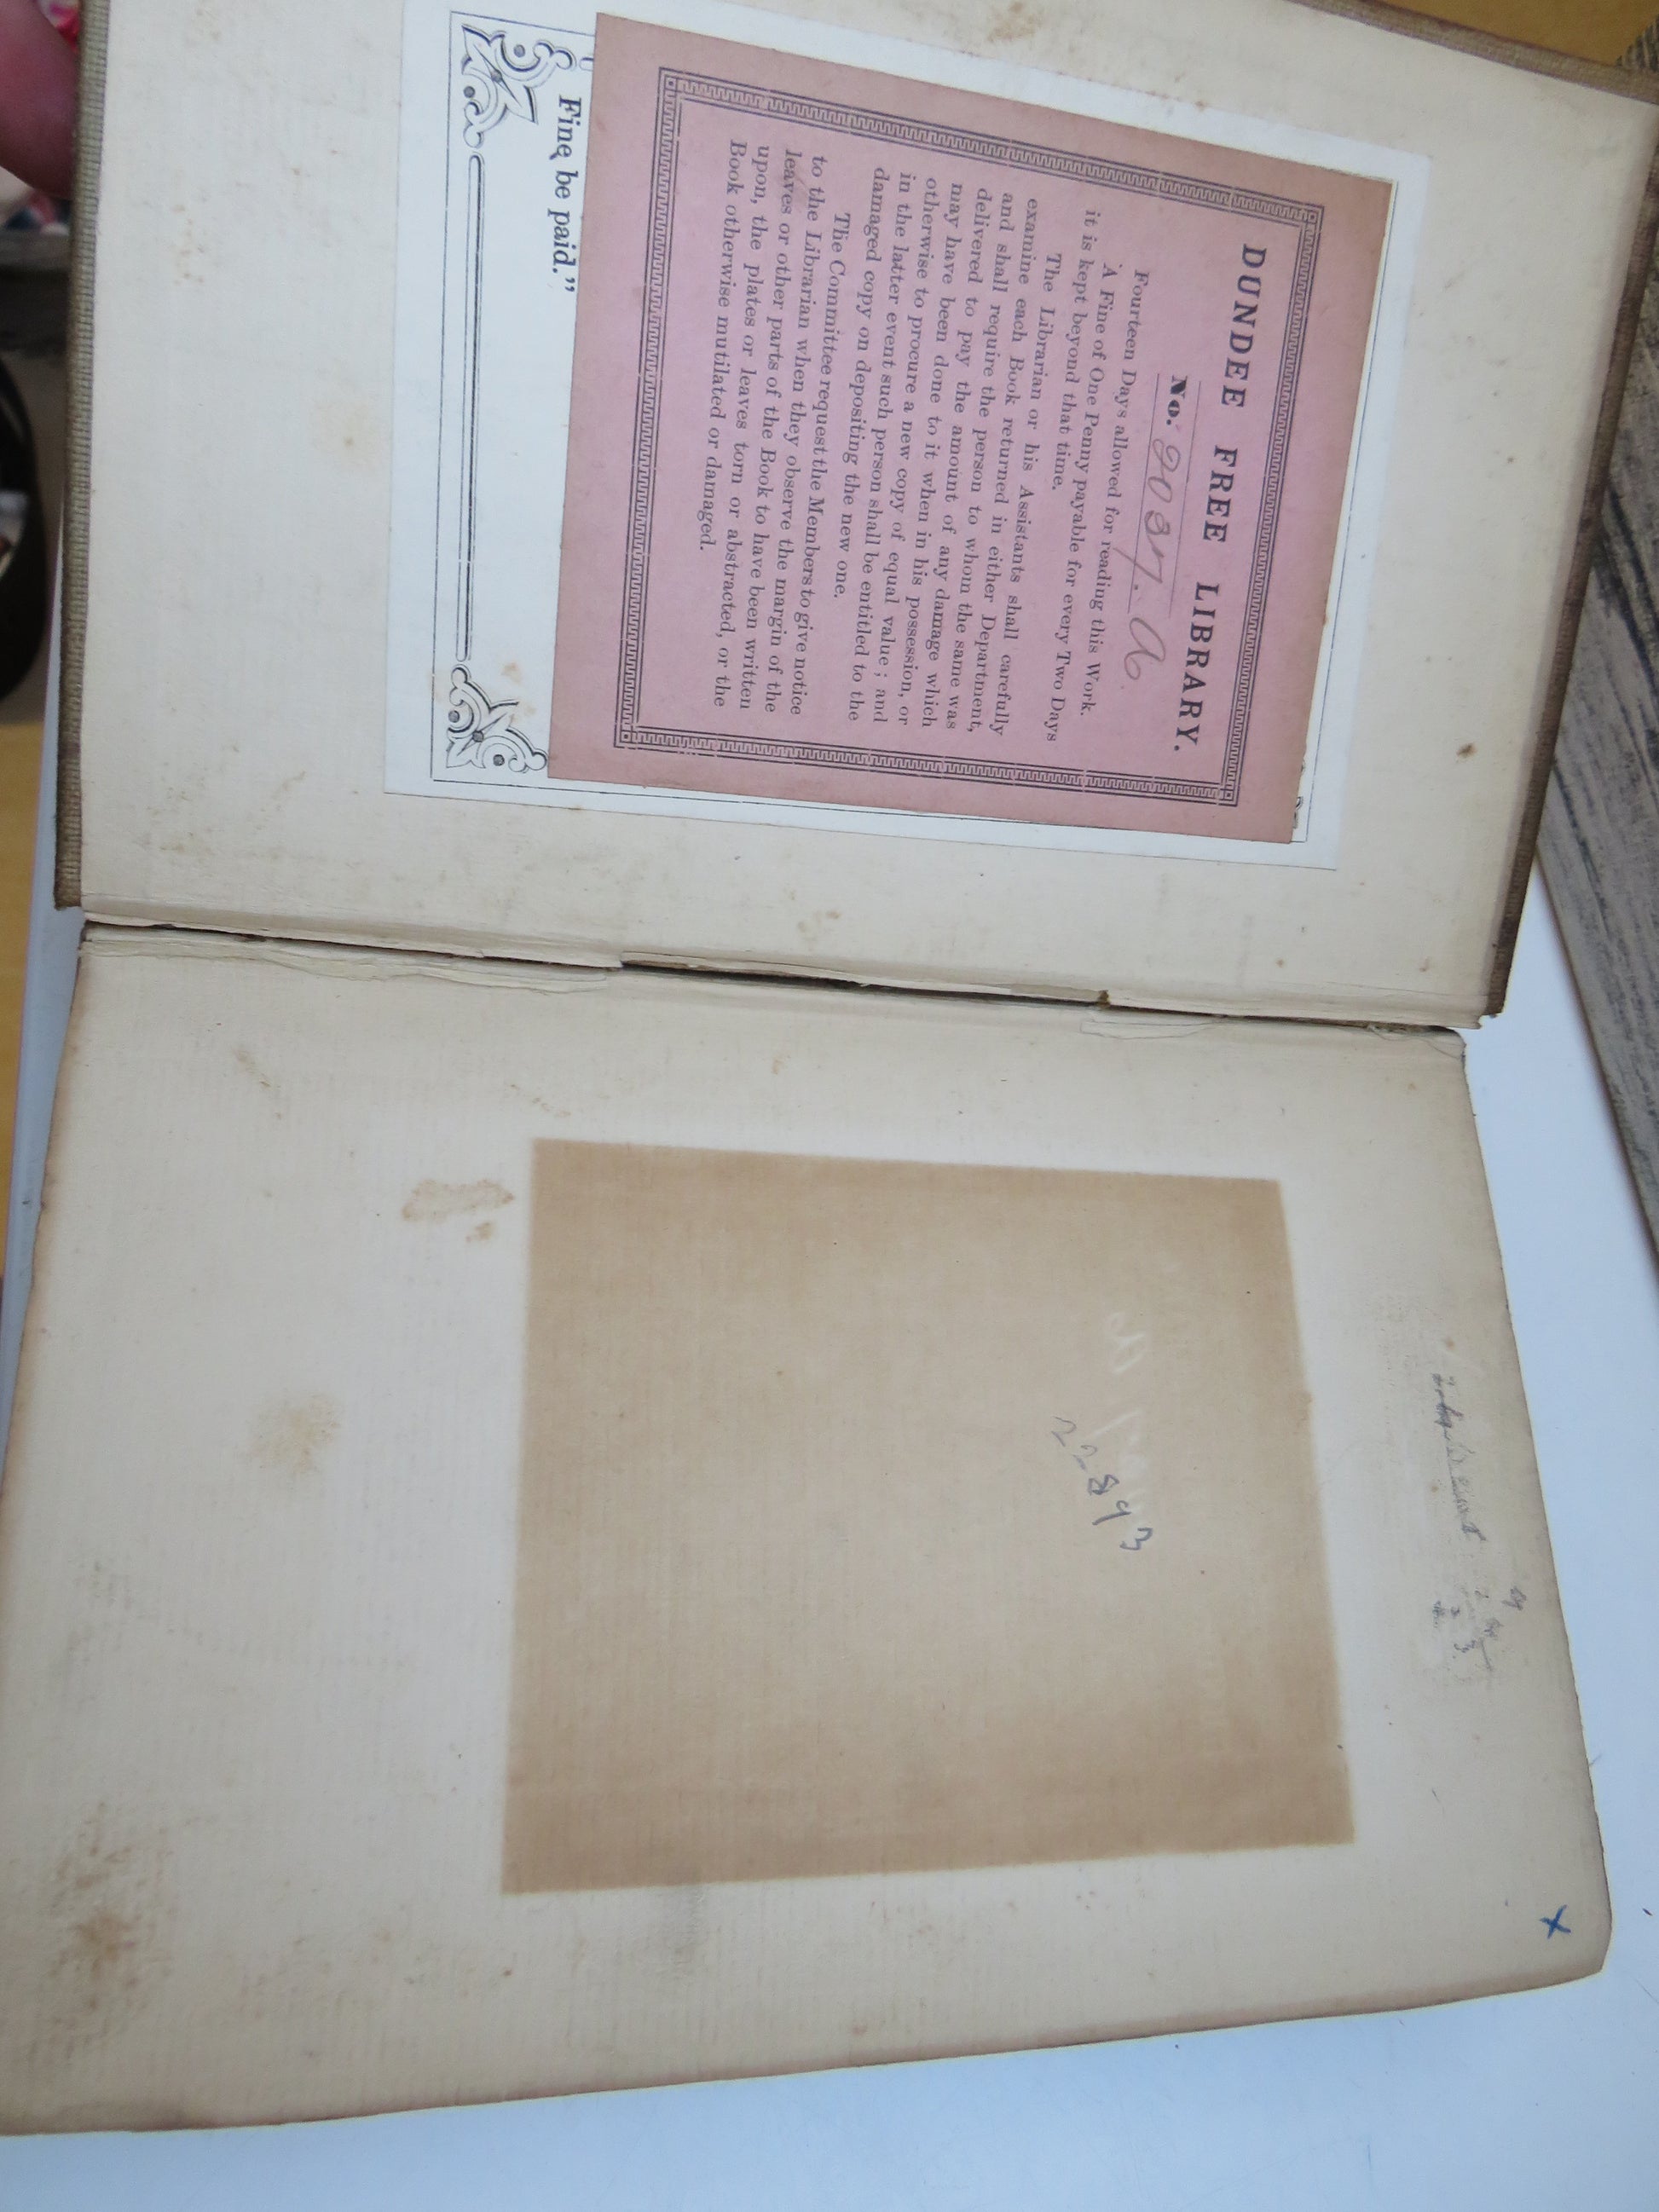 DUNDEE FREE LIBRARY.
No. 2037. A.
Fourteen Days allowed for reading this Work.
A Fine of One Penny payable for every Two Days
it is kept beyond that time.
The Librarian or his Assistants shall carefully
examine each Book returned in either Department,
and shall require the person to whom the same was
delivered to pay the amount of any damage which
may have been done to it when in his possession, or
otherwise to procure a new copy of equal value; and
in the latter event such person shall be entitled to the
damaged copy on depositing the new one.
The Committee request the Members to give notice
to the Librarian when they observe the margin of the
leaves or other parts of the Book to have been written
upon, the plates or leaves torn or abstracted, or the
Book otherwise mutilated or damaged.
Fine be paid."
22893